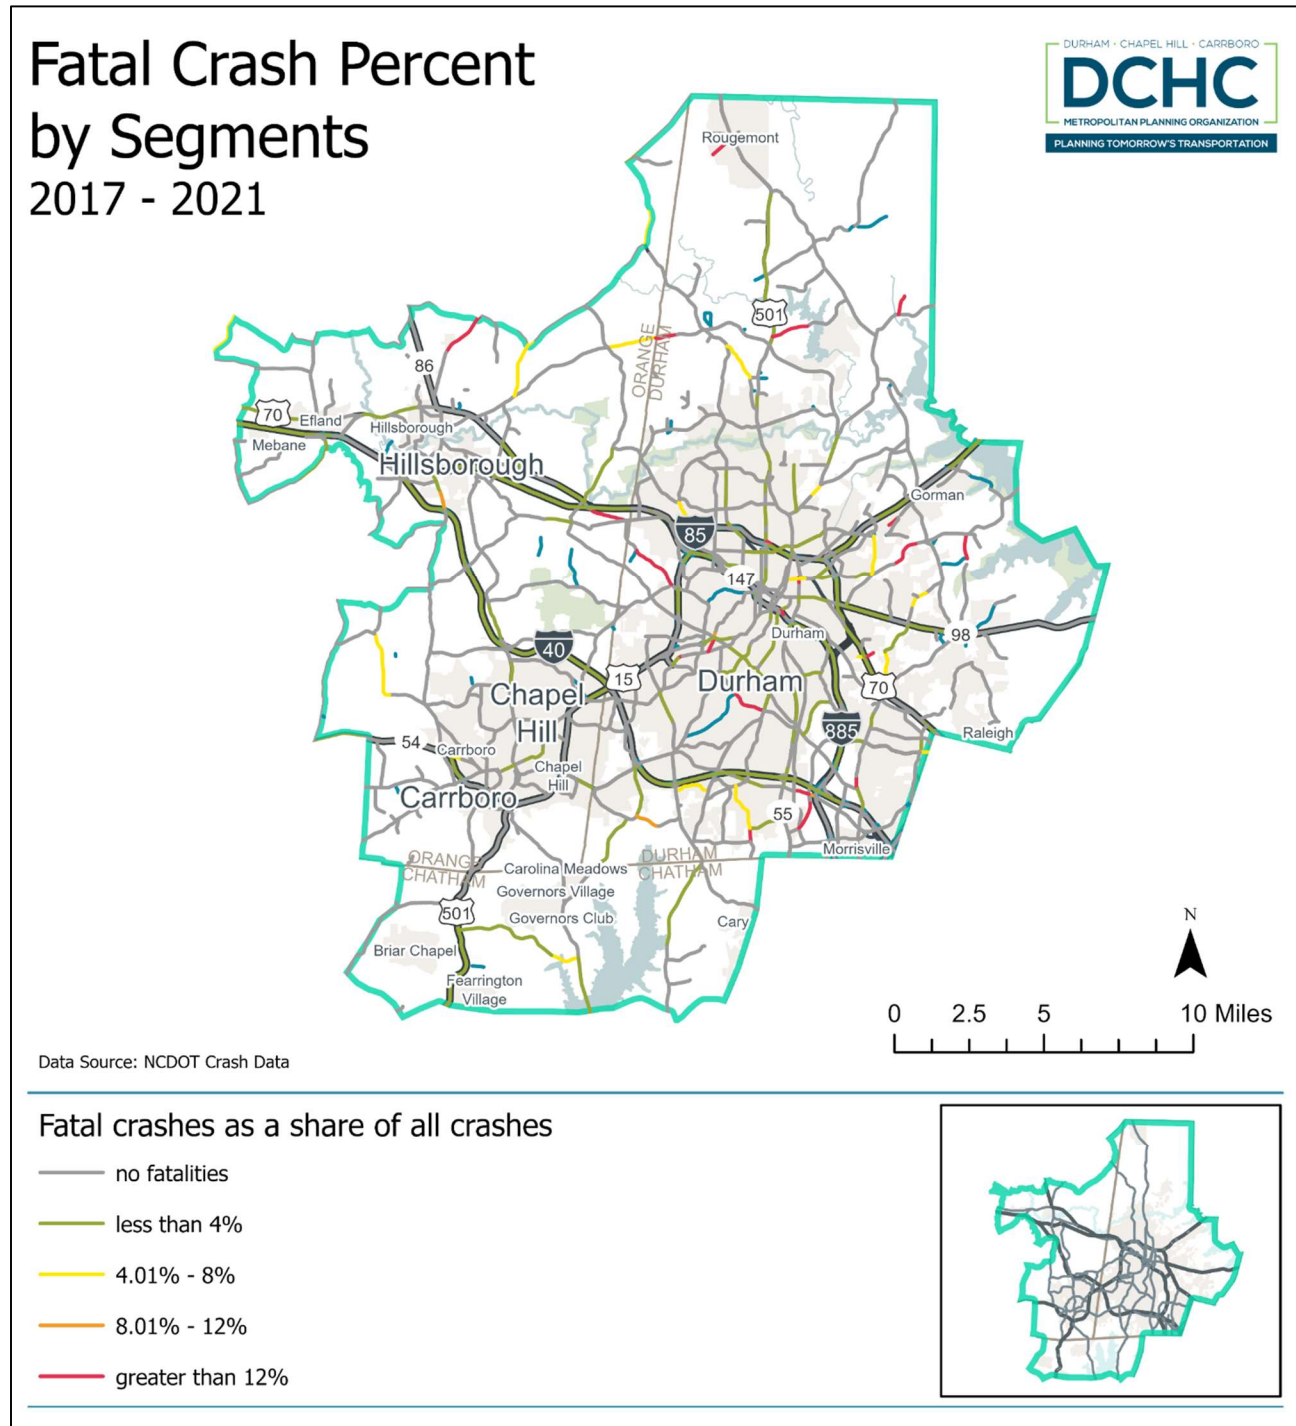 Fatal Crash Percent
by Segments
2017 - 2021
DURHAM · CHAPEL HILL · CARRBORO
DCHC
METROPOLITAN PLANNING ORGANIZATION
PLANNING TOMORROW'S TRANSPORTATION
Rougemont
501
ORANGE
DURHAM
86
70
Efland
Hillsborough
Mebane
Hillsborough
Gorman
85
147
Durham
98
40
15
Durham
70
Chapel
Hill
885
Raleigh
54
Carrboro
Chapel
Hill
Carrboro
55
Morrisville
ORANGE
CHATHAM
DURHAM
CHATHAM
Carolina Meadows
Governors Village
501
Governors Club
Cary
Briar Chapel
Fearrington
Village
N
0 2.5 5 10 Miles
Data Source: NCDOT Crash Data
Fatal crashes as a share of all crashes
no fatalities
less than 4%
4.01% - 8%
8.01% - 12%
greater than 12%